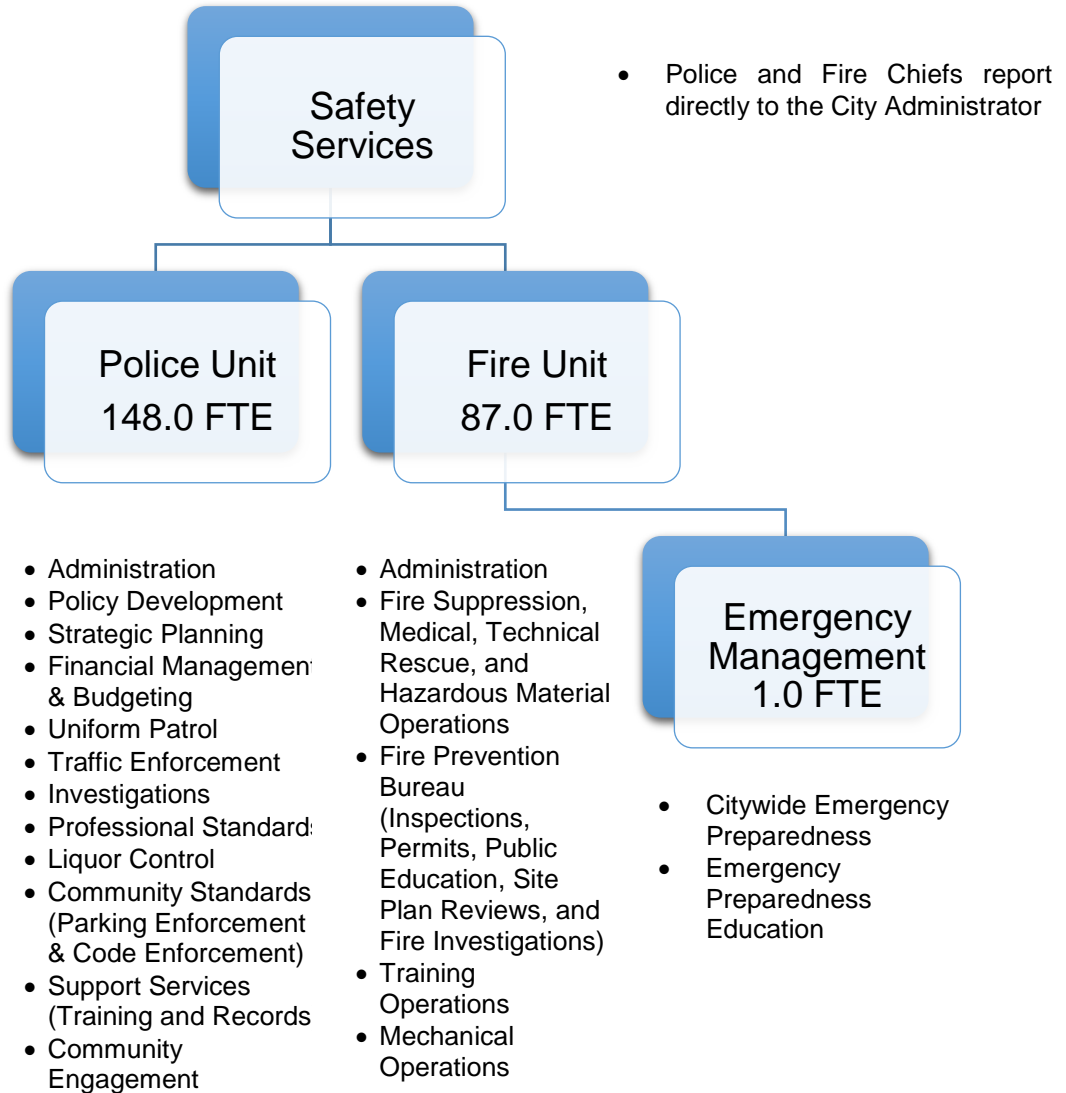 Safety
Services
• Police and Fire Chiefs report
directly to the City Administrator
Police Unit
148.0 FTE
Fire Unit
87.0 FTE
Emergency
Management
1.0 FTE
• Administration
• Policy Development
• Strategic Planning
• Financial Management
& Budgeting
• Uniform Patrol
• Traffic Enforcement
• Investigations
• Professional Standards
• Liquor Control
• Community Standards
(Parking Enforcement
& Code Enforcement)
• Support Services
(Training and Records
• Community
Engagement
• Administration
• Fire Suppression,
Medical, Technical
Rescue, and
Hazardous Material
Operations
• Fire Prevention
Bureau
(Inspections,
Permits, Public
Education, Site
Plan Reviews, and
Fire Investigations)
• Training
Operations
• Mechanical
Operations
• Citywide Emergency
Preparedness
• Emergency
Preparedness
Education